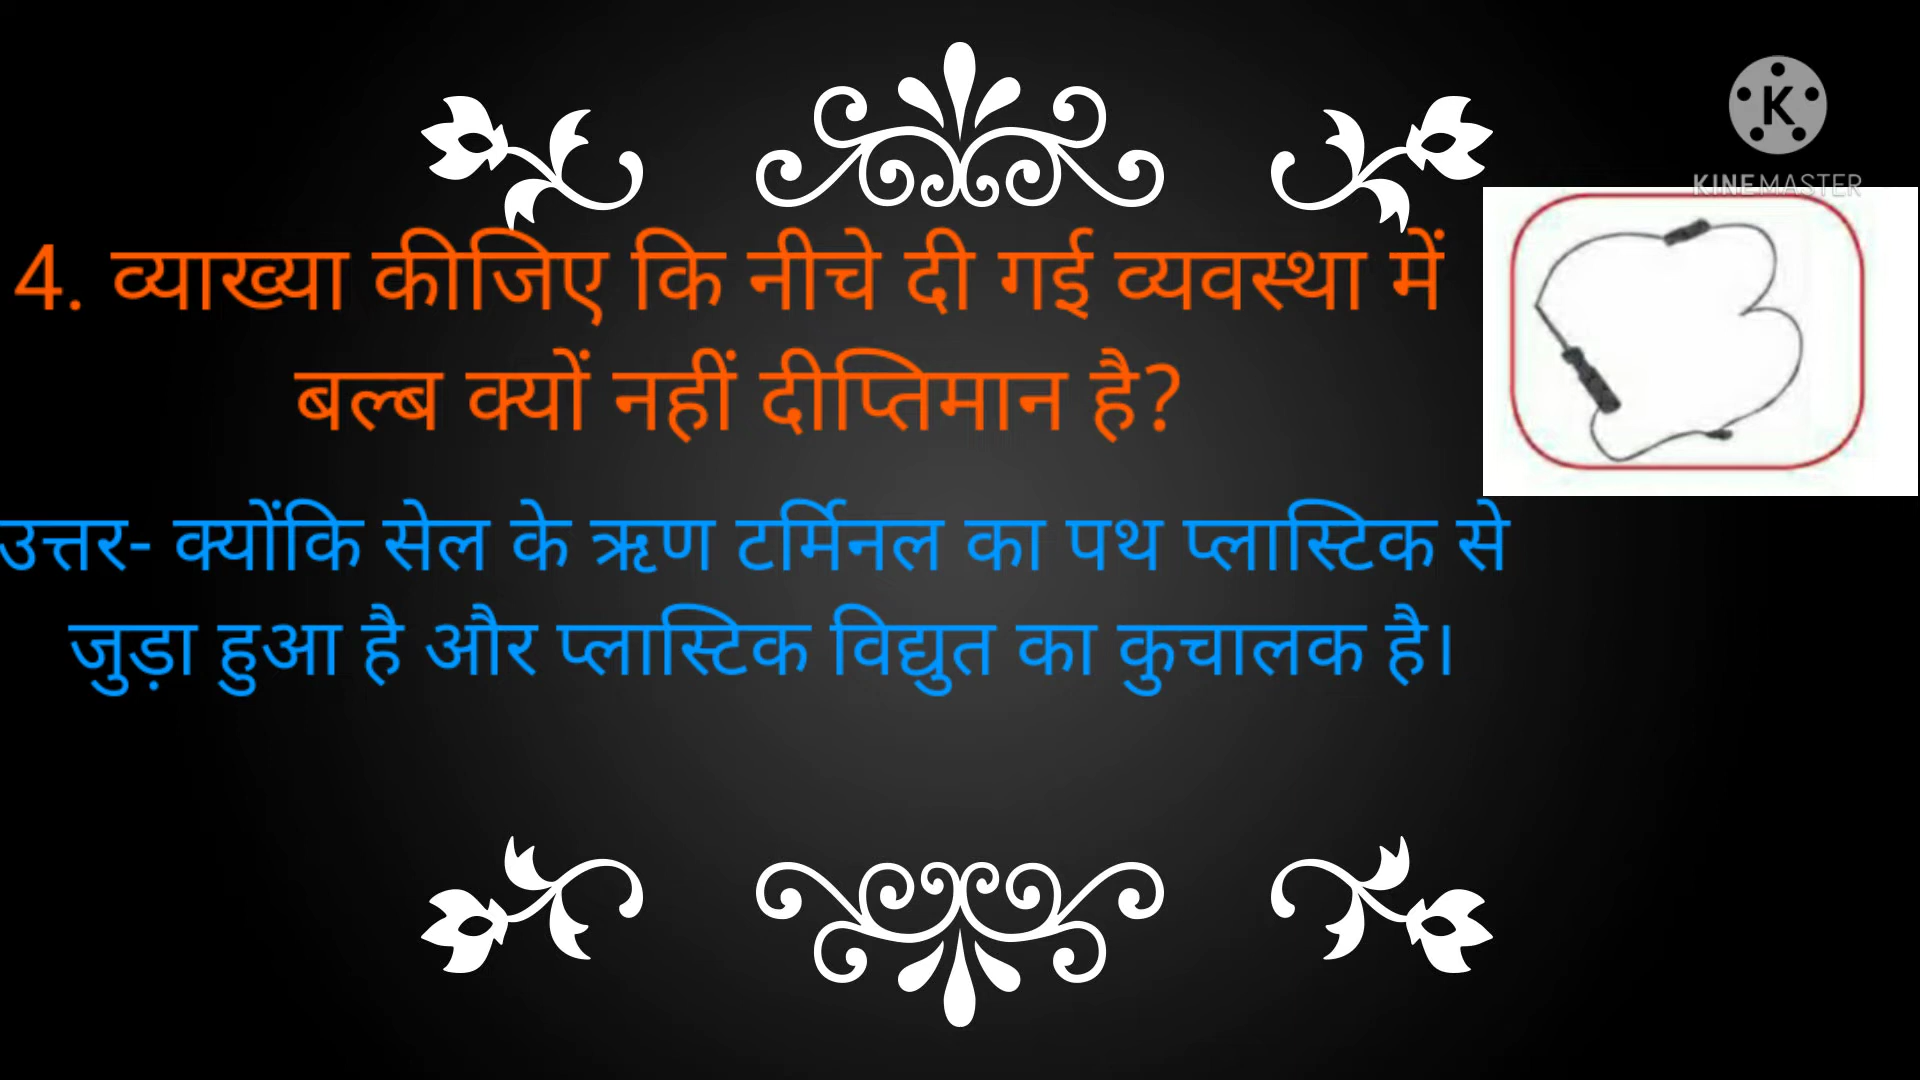 K
KINEMASTER
4. व्याख्या कीजिए कि नीचे दी गई व्यवस्था में
बल्ब क्यों नहीं दीप्तिमान है?
उत्तर- क्योंकि सेल के ऋण टर्मिनल का पथ प्लास्टिक से
जुड़ा हुआ है और प्लास्टिक विद्युत का कुचालक है।